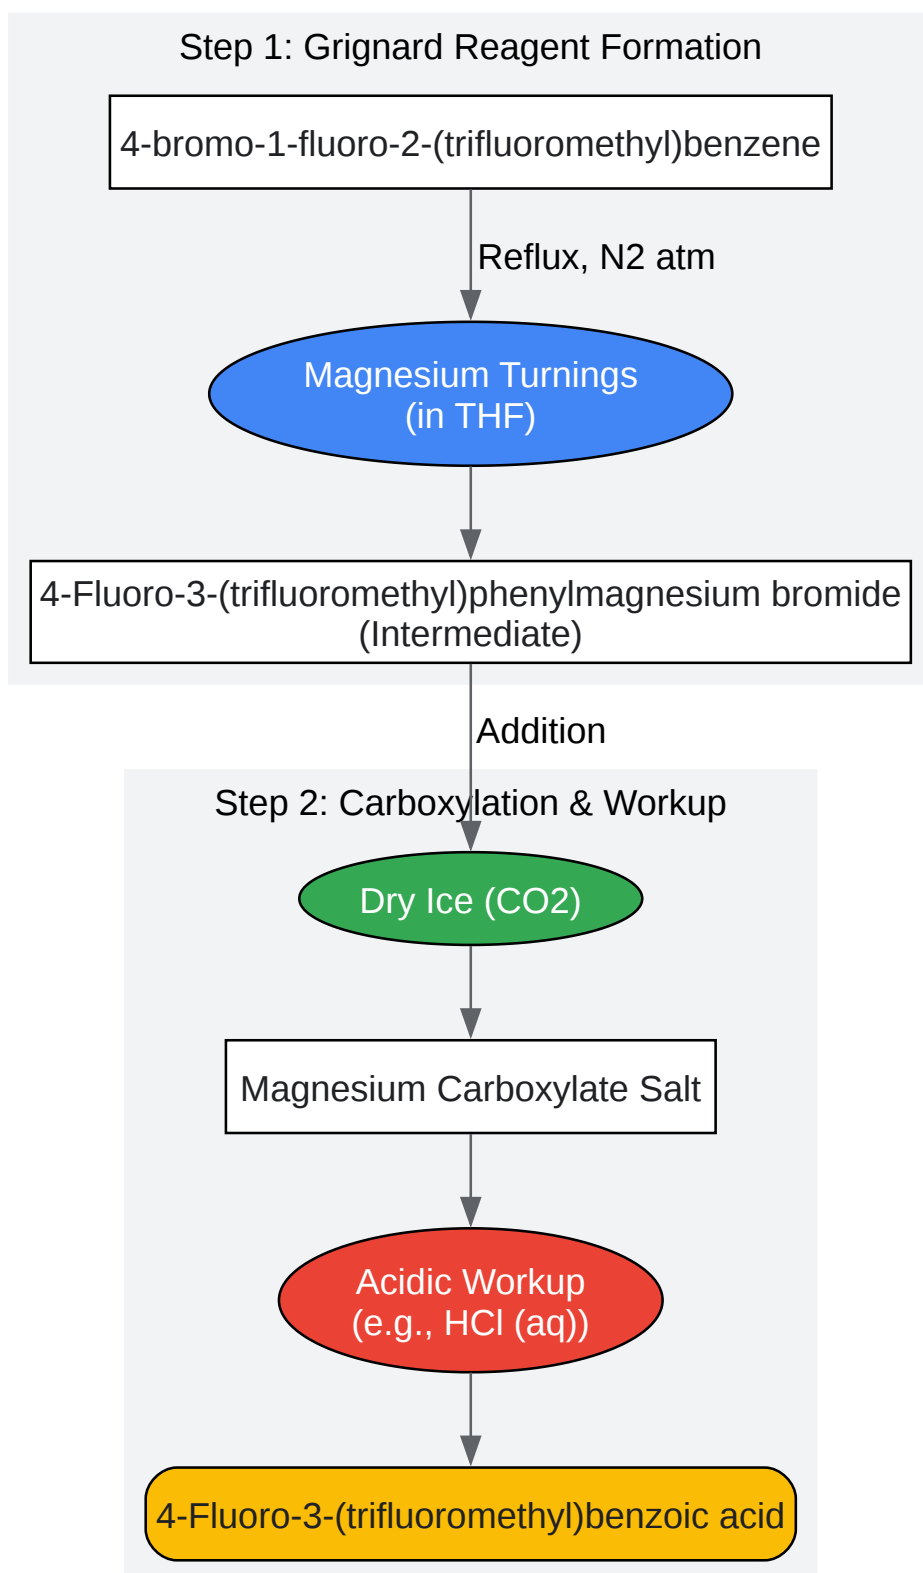 Step 1: Grignard Reagent Formation
4-bromo-1-fluoro-2-(trifluoromethyl)benzene
Reflux, N2 atm
Magnesium Turnings
(in THF)
4-Fluoro-3-(trifluoromethyl)phenylmagnesium bromide
(Intermediate)
Addition
Step 2: Carboxylation & Workup
Dry Ice (CO2)
Magnesium Carboxylate Salt
Acidic Workup
(e.g., HCl (aq))
4-Fluoro-3-(trifluoromethyl)benzoic acid